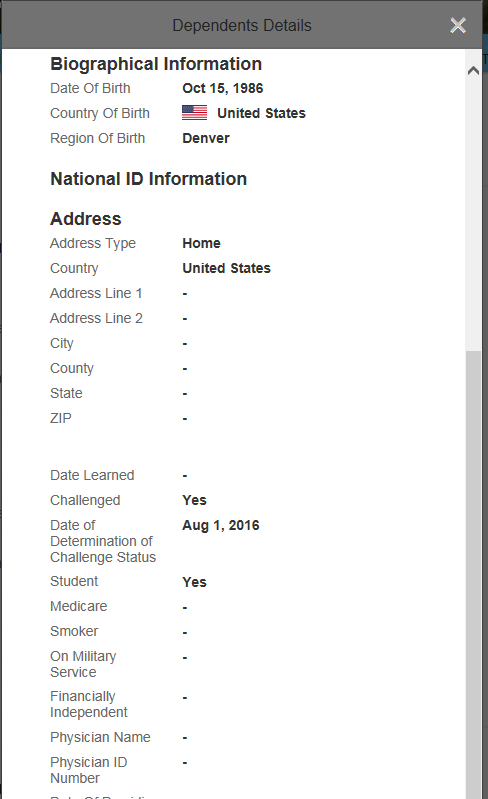 Dependents Details
Biographical Information
Date Of Birth Oct 15, 1986
Country Of Birth United States
Region Of Birth Denver
National ID Information
Address
Address Type Home
Country United States
Address Line 1 -
Address Line 2 -
City -
County -
State -
ZIP -
Date Learned -
Challenged Yes
Date of Aug 1, 2016
Determination of
Challenge Status
Student Yes
Medicare -
Smoker -
On Military -
Service
Financially -
Independent
Physician Name -
Physician ID -
Number